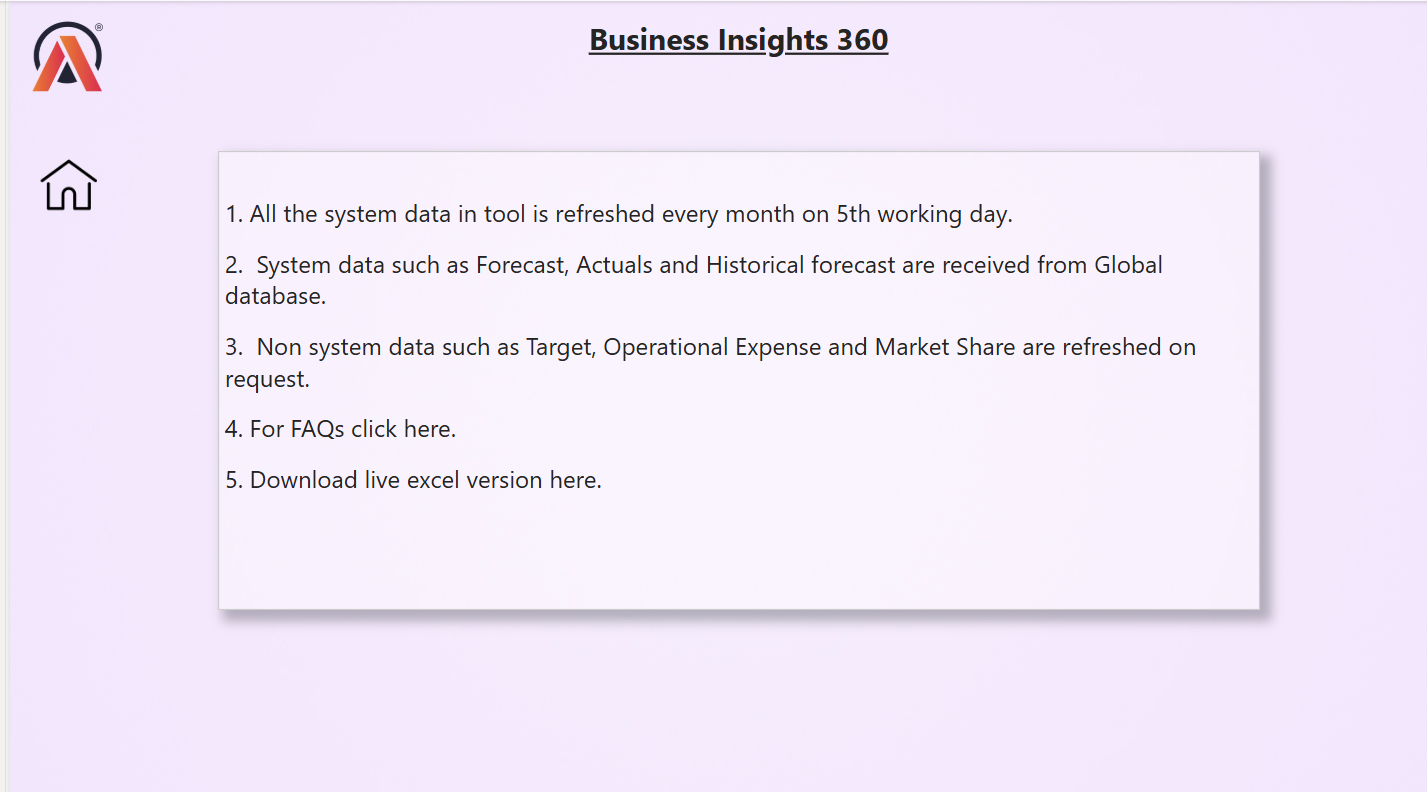 ®
Business Insights 360
1. All the system data in tool is refreshed every month on 5th working day.
2.  System data such as Forecast, Actuals and Historical forecast are received from Global
database.
3.  Non system data such as Target, Operational Expense and Market Share are refreshed on
request.
4. For FAQs click here.
5. Download live excel version here.